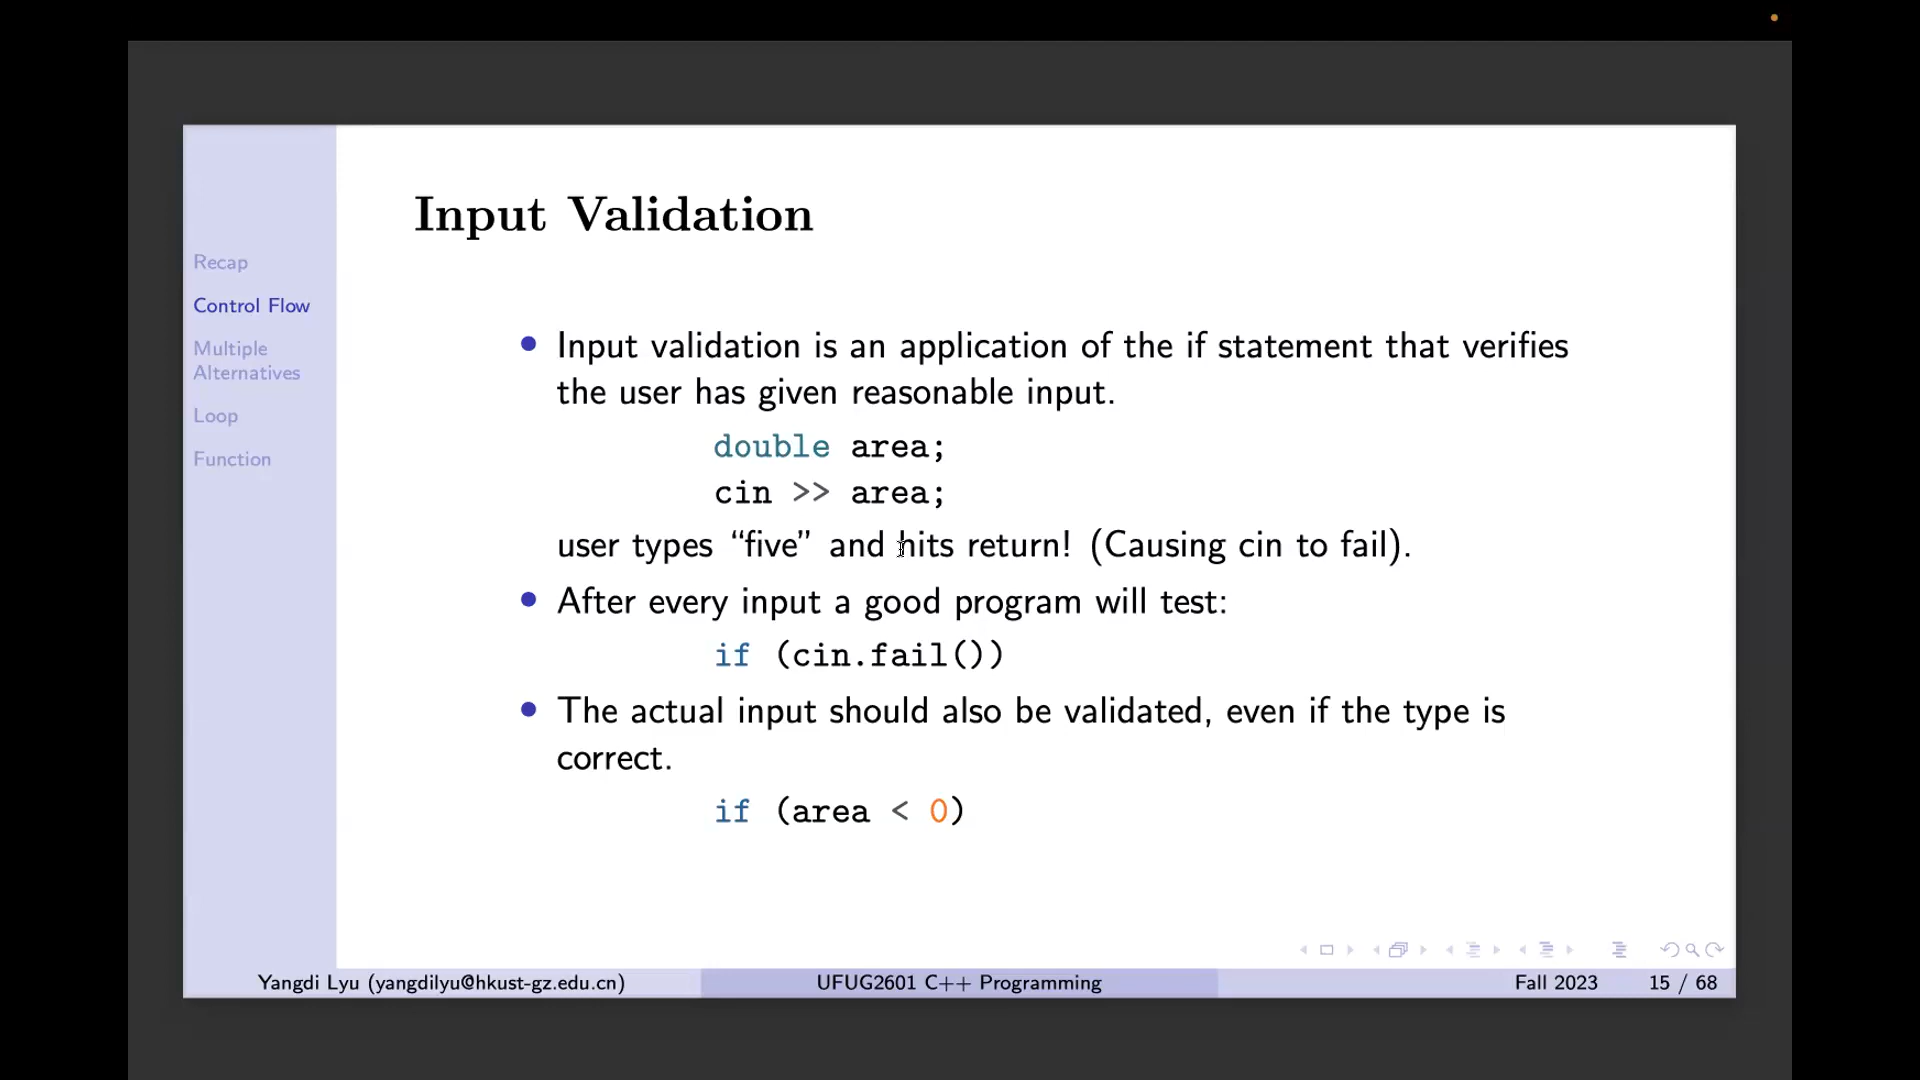 Input Validation
Recap
Control Flow
Multiple
Alternatives
Loop
Function
• Input validation is an application of the if statement that verifies
the user has given reasonable input.
double area;
cin >> area;
user types “five” and hits return! (Causing cin to fail).
• After every input a good program will test:
if (cin.fail())
• The actual input should also be validated, even if the type is
correct.
if (area < 0)
Yangdi Lyu (yangdilyu@hkust-gz.edu.cn)
UFUG2601 C++ Programming
Fall 2023
15 / 68